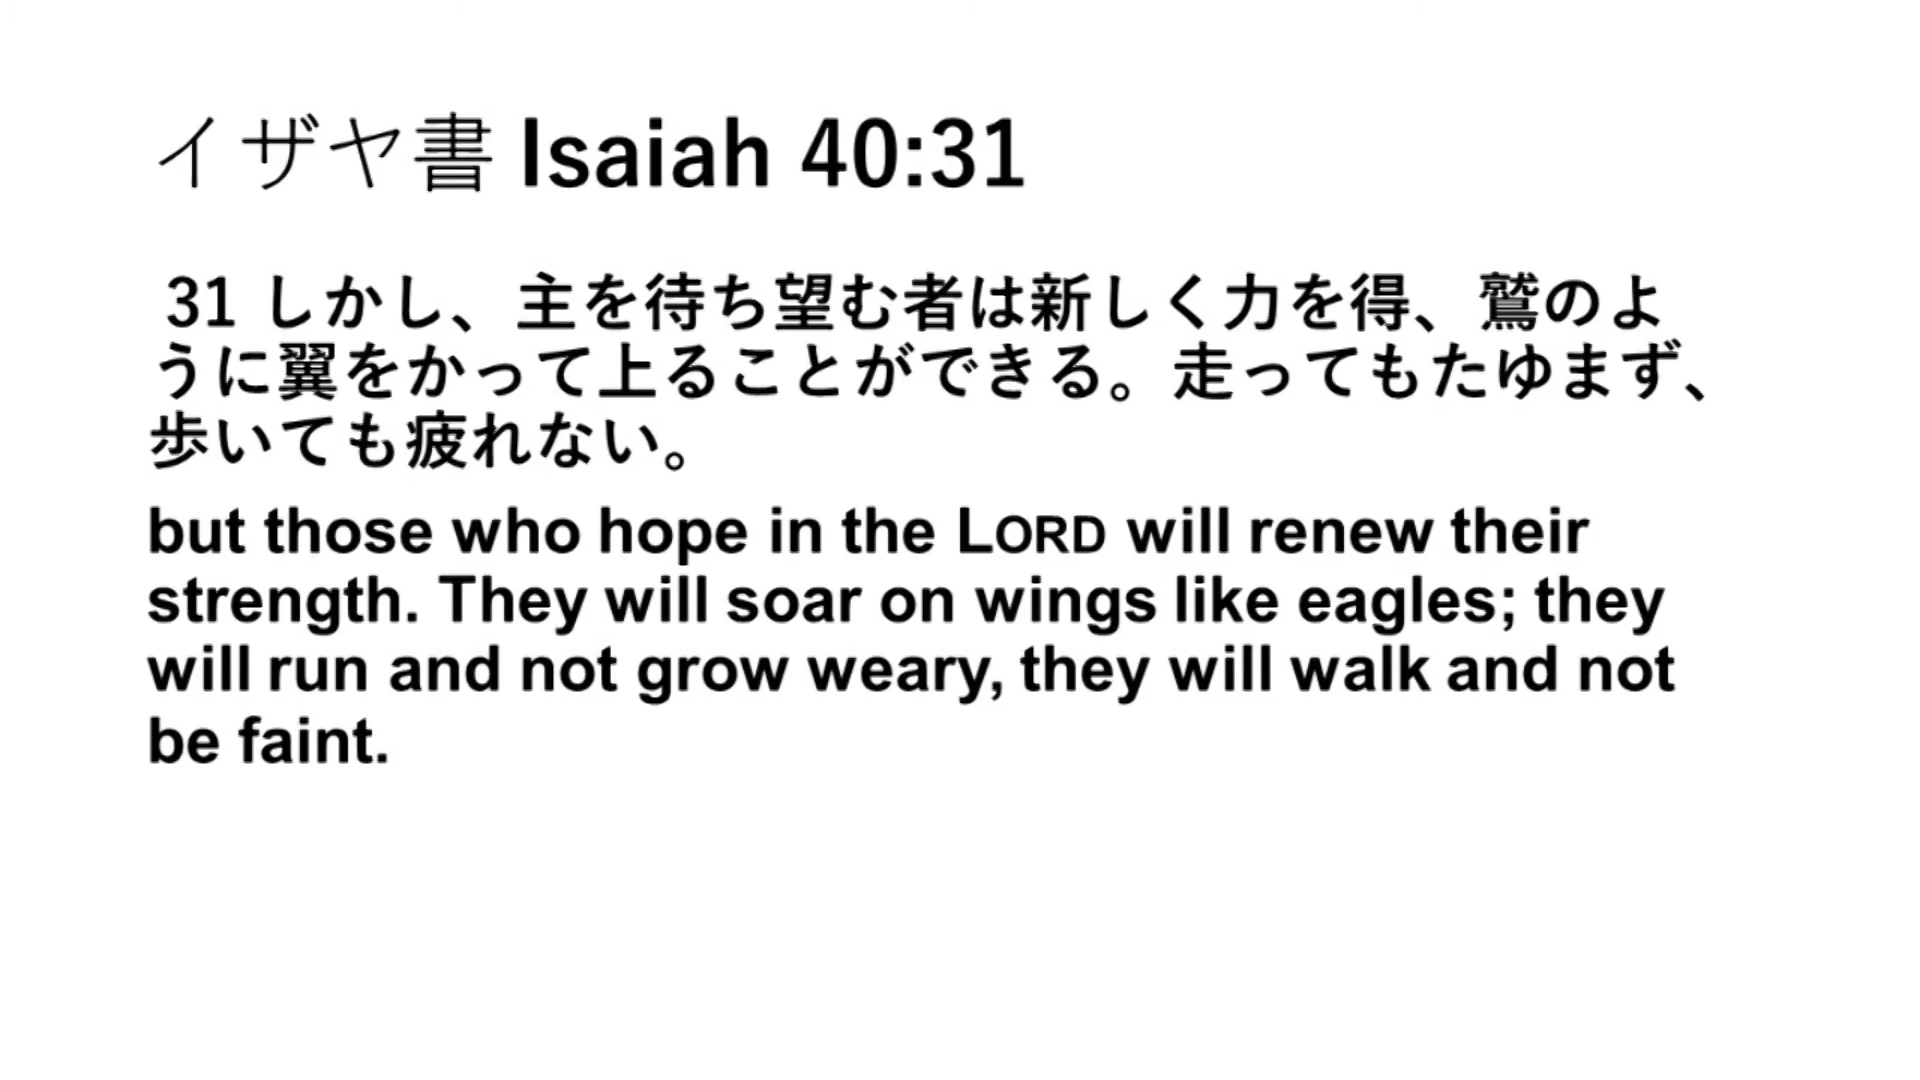 イザヤ書 Isaiah 40:31
31 しかし、主を待ち望む者は新しく力を得、鷲のよ
うに翼をかって上ることができる。走ってもたゆまず、
歩いても疲れない。
but those who hope in the LORD will renew their
strength. They will soar on wings like eagles; they
will run and not grow weary, they will walk and not
be faint.